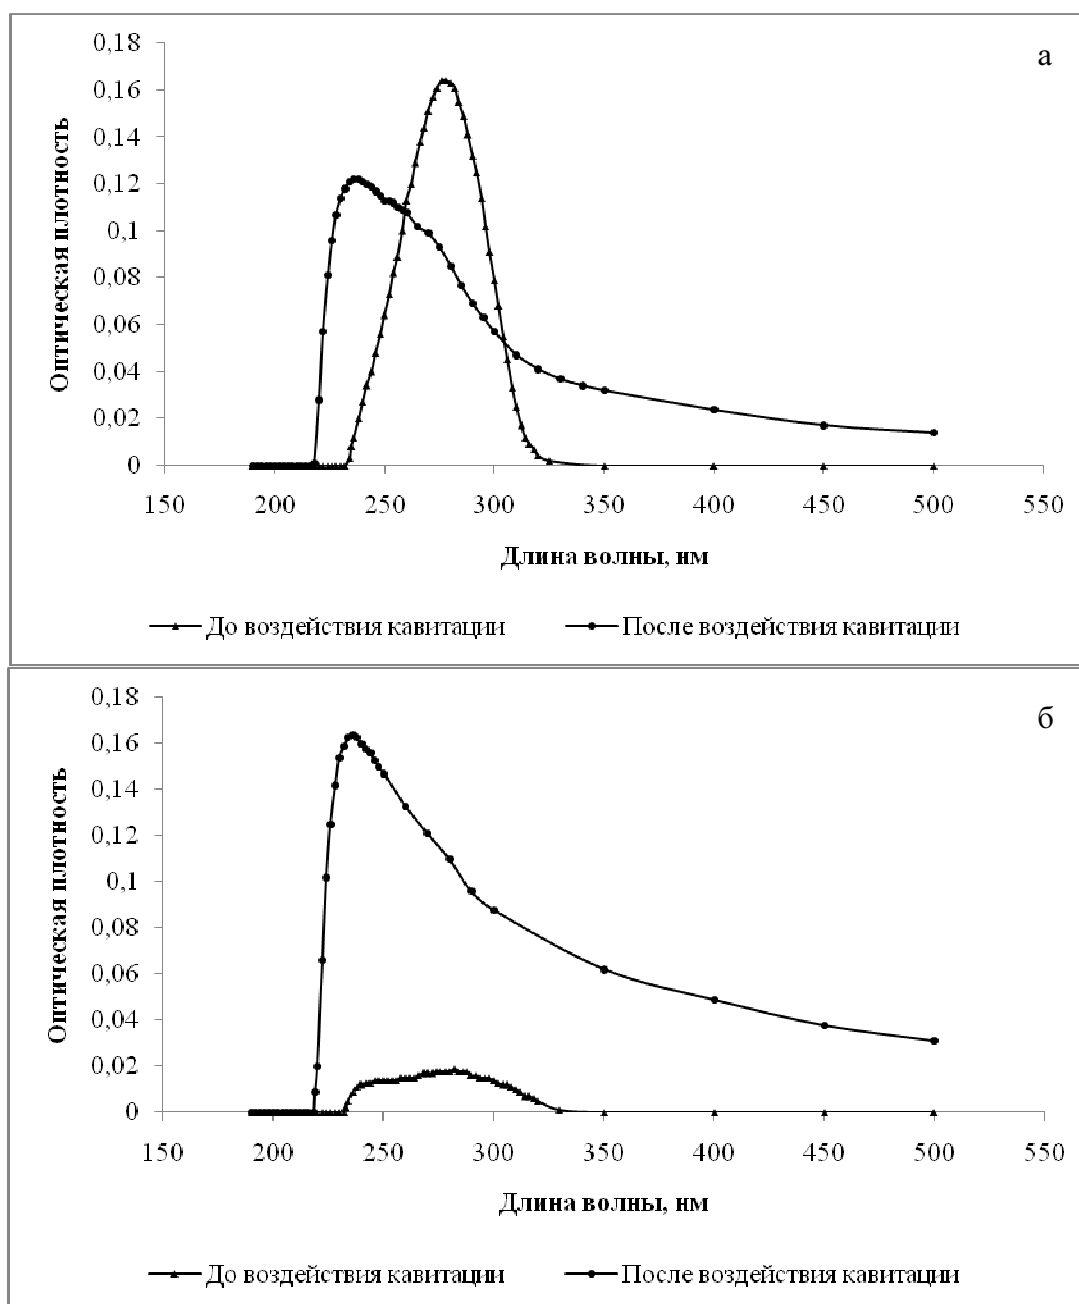 а
0,18
0,16
0,14
0,12
0,1
0,08
0,06
0,04
0,02
0
Оптическая плотность
150 200 250 300 350 400 450 500 550
Длина волны, нм
До воздействия кавитации После воздействия кавитации
б
0,18
0,16
0,14
0,12
0,1
0,08
0,06
0,04
0,02
0
Оптическая плотность
150 200 250 300 350 400 450 500 550
Длина волны, нм
До воздействия кавитации После воздействия кавитации